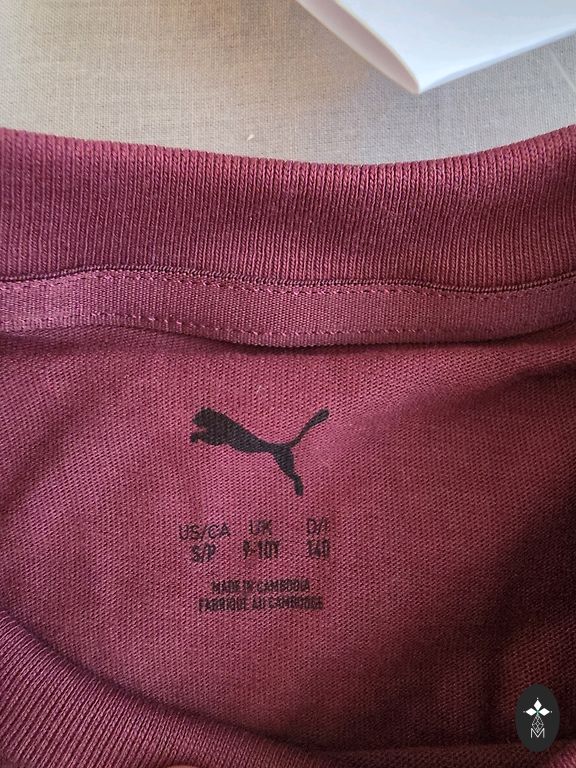 US/CA UK D/I
S/P 9-10Y 140
MADE IN CAMBODIA
FABRIQUÉ AU CAMBODGE